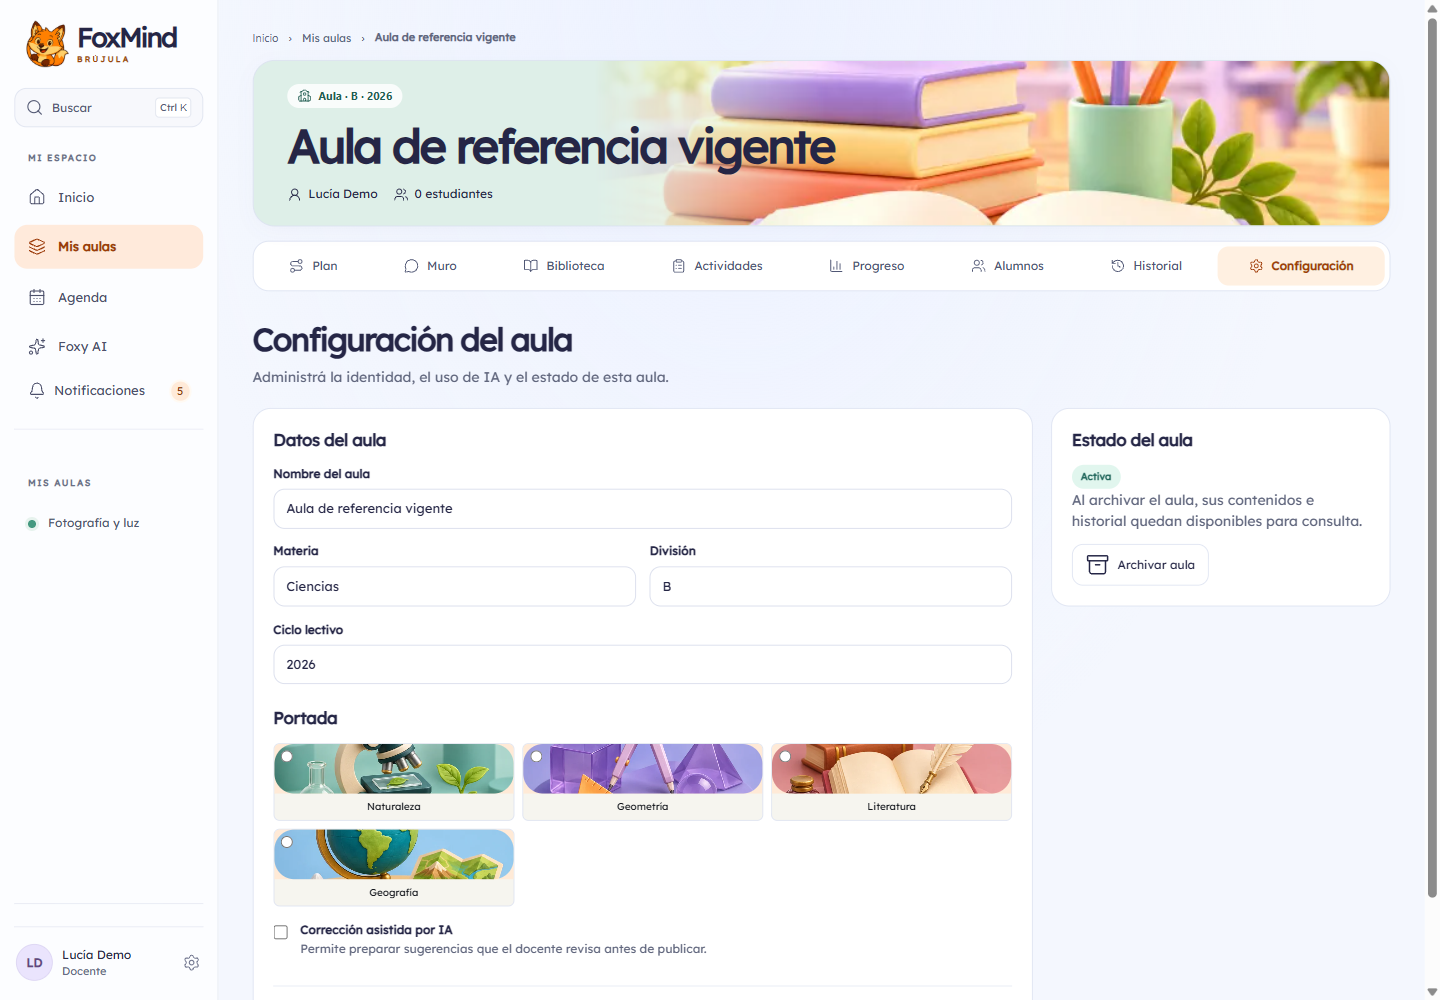 FoxMind
BRÚJULA
Buscar
Ctrl K
MI ESPACIO
Inicio
Mis aulas
Agenda
Foxy AI
Notificaciones
5
MIS AULAS
Fotografía y luz
LD
Lucía Demo
Docente
Inicio › Mis aulas › Aula de referencia vigente
Aula · B · 2026
Aula de referencia vigente
Lucía Demo
0 estudiantes
Plan
Muro
Biblioteca
Actividades
Progreso
Alumnos
Historial
Configuración
Configuración del aula
Administrá la identidad, el uso de IA y el estado de esta aula.
Datos del aula
Nombre del aula
Aula de referencia vigente
Materia
Ciencias
División
B
Ciclo lectivo
2026
Portada
Naturaleza
Geometría
Literatura
Geografía
Corrección asistida por IA
Permite preparar sugerencias que el docente revisa antes de publicar.
Estado del aula
Activa
Al archivar el aula, sus contenidos e
historial quedan disponibles para consulta.
Archivar aula